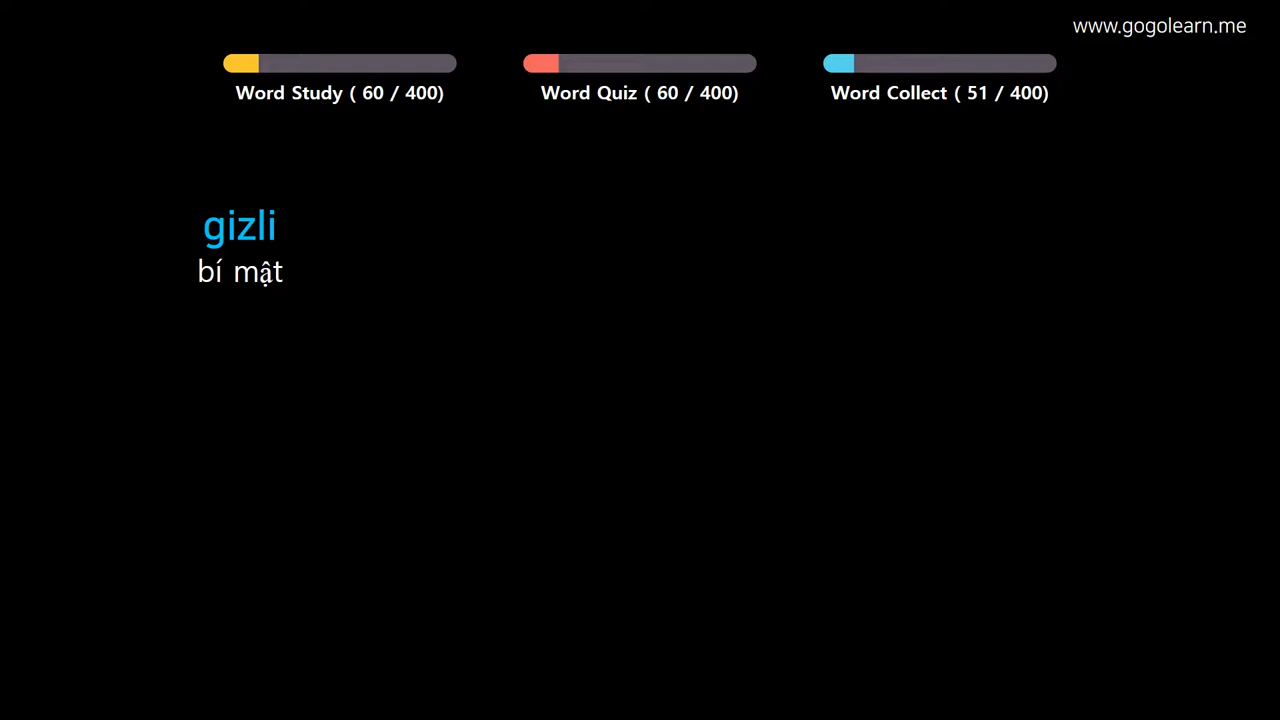 www.gogolearn.me
Word Study ( 60 / 400)
Word Quiz ( 60 / 400)
Word Collect ( 51 / 400)
gizli
bí mật